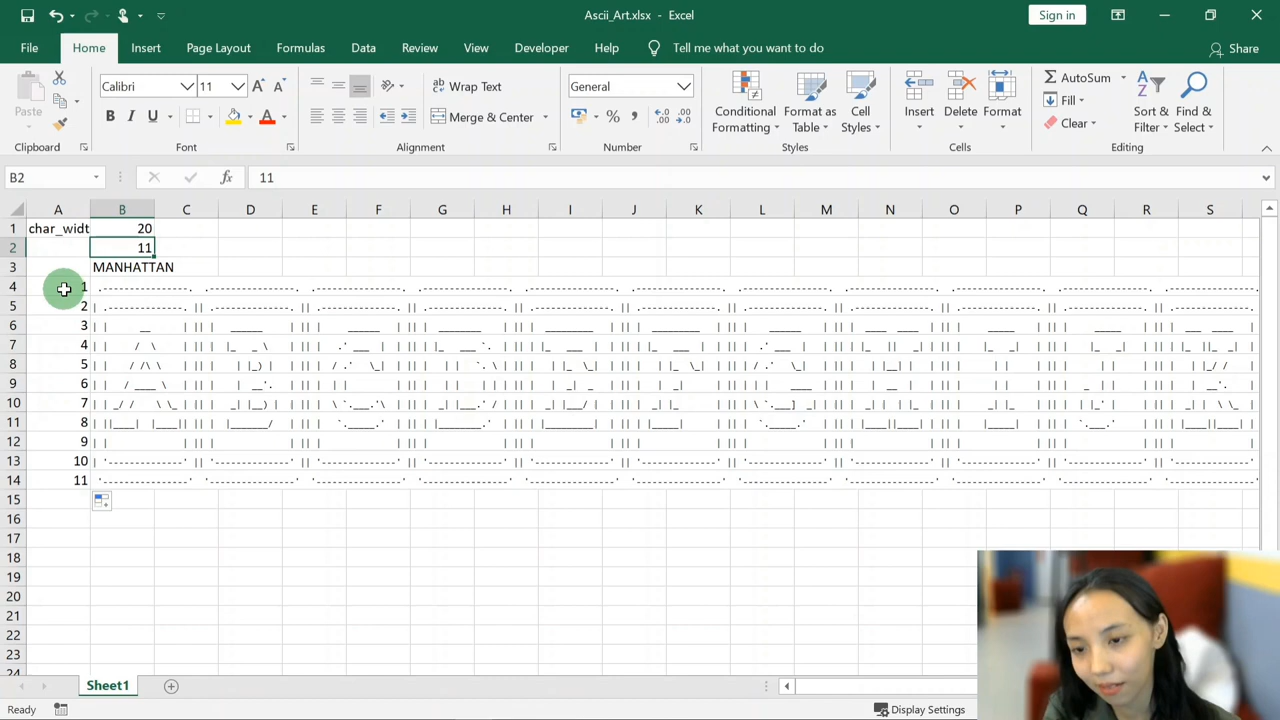 Ascii_Art.xlsx - Excel
Sign in
File Home Insert Page Layout Formulas Data Review View Developer Help Tell me what you want to do Share
Calibri 11 Wrap Text General AutoSum
Paste B I U Merge & Center Conditional Formatting Format as Table Cell Styles Insert Delete Format Fill Sort & Filter Find & Select
Clear
Clipboard Font Alignment Number Styles Cells Editing
B2 fx 11
A B C D E F G H I J K L M N O P Q R S
1 char_widt 20
2 11
3 MANHATTAN
4 1
5 2
6 3
7 4
8 5
9 6
10 7
11 8
12 9
13 10
14 11
15
16
17
18
19
20
21
22
23
24
Sheet1
Ready Display Settings